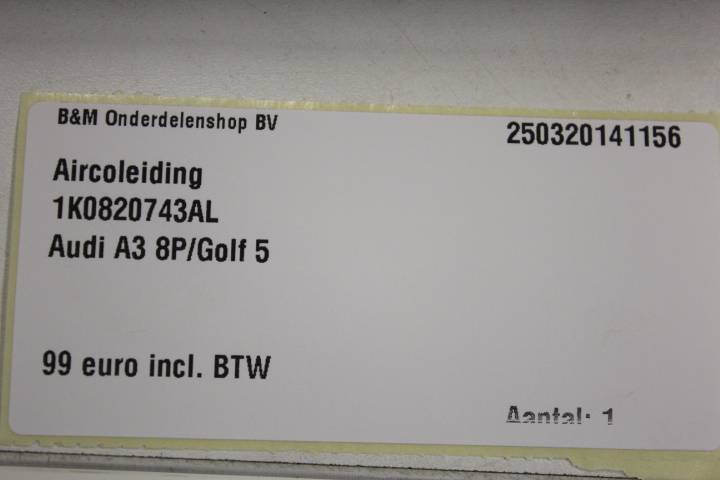 B&M Onderdelenshop BV
250320141156
Aircoleiding
1K0820743AL
Audi A3 8P/Golf 5
99 euro incl. BTW
Aantal: 1